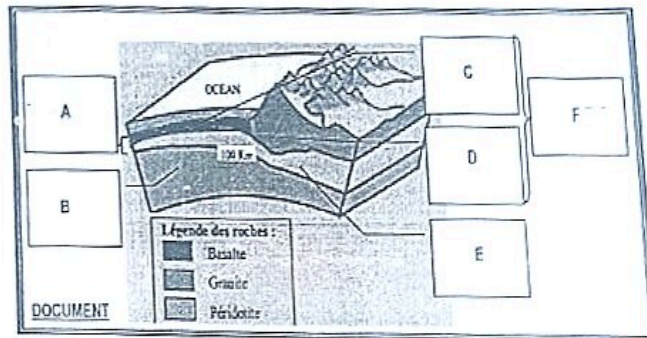 A
B
OCEAN
100 Km
C
D
E
F
Légende des roches :
Basalte
Granite
Péridotite
DOCUMENT